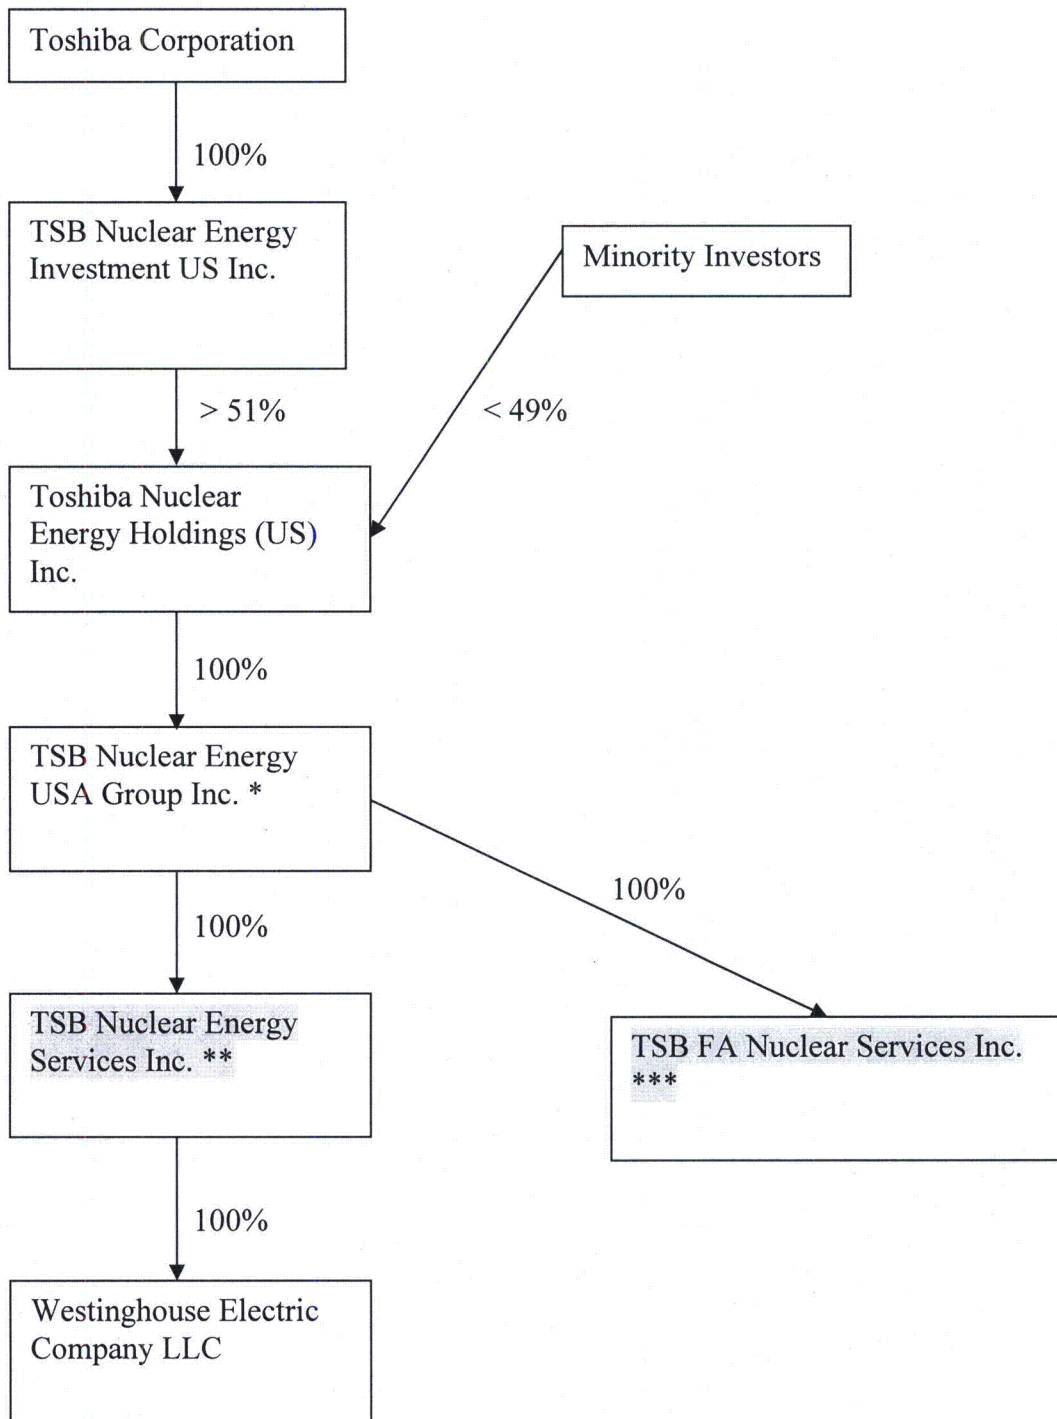 Toshiba Corporation
100%
TSB Nuclear Energy
Investment US Inc.
Minority Investors
> 51%
< 49%
Toshiba Nuclear
Energy Holdings (US)
Inc.
100%
TSB Nuclear Energy
USA Group Inc. *
100%
100%
TSB Nuclear Energy
Services Inc. **
TSB FA Nuclear Services Inc.
***
100%
Westinghouse Electric
Company LLC